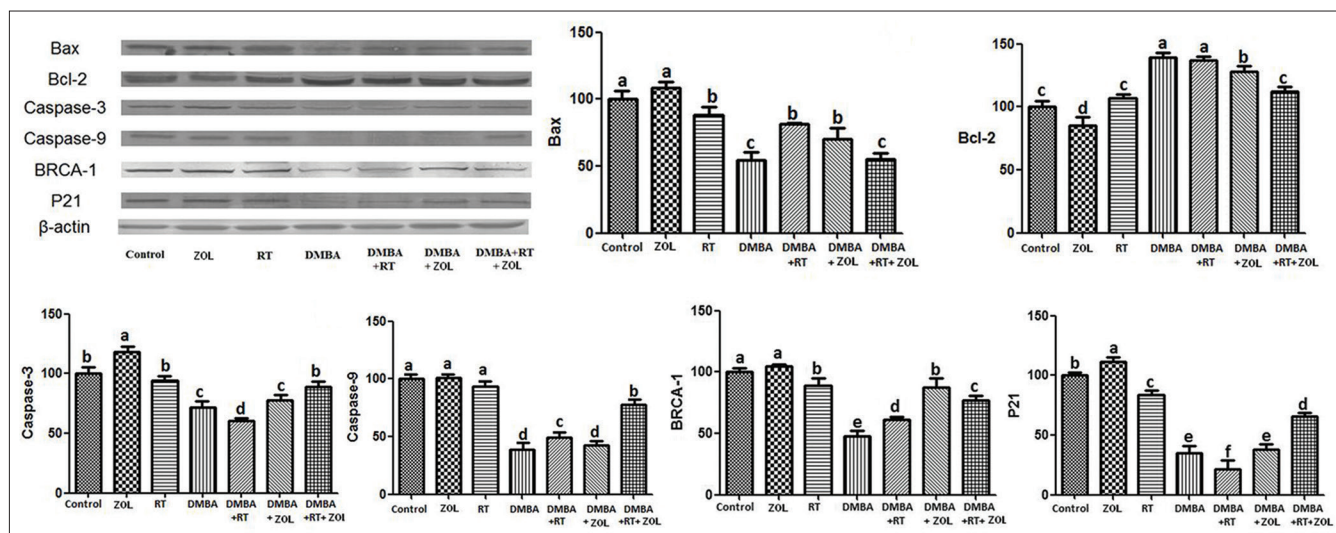 Bax
Bcl-2
Caspase-3
Caspase-9
BRCA-1
P21
β-actin
Control ZOL RT DMBA DMBA +RT DMBA + ZOL DMBA+RT + ZOL
Bax
150
100
50
0
a a b c b b c
Control ZOL RT DMBA DMBA +RT DMBA + ZOL DMBA +RT+ZOL
Bcl-2
150
100
50
0
c d c a a b c
Control ZOL RT DMBA DMBA +RT DMBA + ZOL DMBA +RT+ZOL
Caspase-3
150
100
50
0
b a b c d c b
Control ZOL RT DMBA DMBA +RT DMBA + ZOL DMBA +RT+ ZOL
Caspase-9
150
100
50
0
a a a d c d b
Control ZOL RT DMBA DMBA +RT DMBA + ZOL DMBA +RT+ ZOL
BRCA-1
150
100
50
0
a a b e d b c
Control ZOL RT DMBA DMBA +RT DMBA + ZOL DMBA +RT+ ZOL
P21
150
100
50
0
b a c e f e d
Control ZOL RT DMBA DMBA +RT DMBA +ZOL DMBA +RT+ZOL